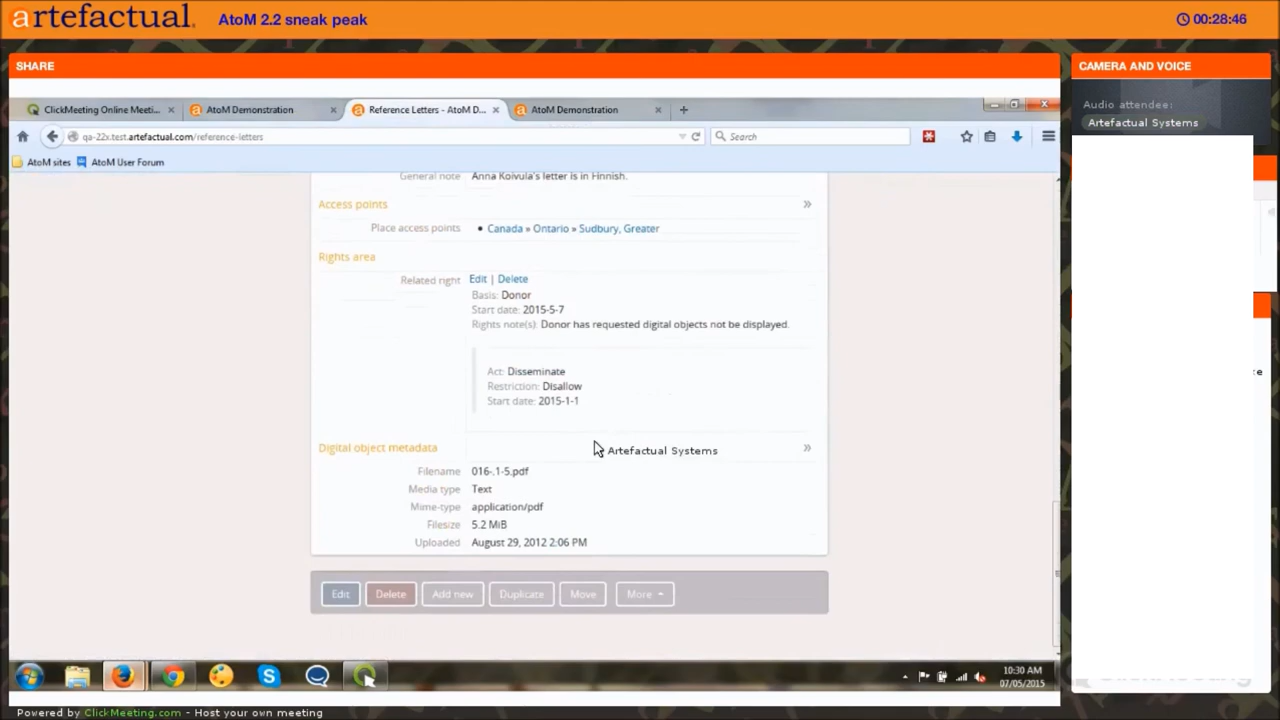 artefactual. AtoM 2.2 sneak peak 00:28:46
SHARE
CAMERA AND VOICE
Audio attendee:
Artefactual Systems
ClickMeeting Online Meeti... AtoM Demonstration Reference Letters - AtoM D... AtoM Demonstration
qa-22x.test.artefactual.com/reference-letters Search
AtoM sites AtoM User Forum
General note Anna Koivula's letter is in Finnish.
Access points »
Place access points • Canada » Ontario » Sudbury, Greater
Rights area
Related right Edit | Delete
Basis: Donor
Start date: 2015-5-7
Rights note(s): Donor has requested digital objects not be displayed.
Act: Disseminate
Restriction: Disallow
Start date: 2015-1-1
Digital object metadata »
Artefactual Systems
Filename 016-.1-5.pdf
Media type Text
Mime-type application/pdf
Filesize 5.2 MiB
Uploaded August 29, 2012 2:06 PM
Edit Delete Add new Duplicate Move More
10:30 AM
07/05/2015
Powered by ClickMeeting.com - Host your own meeting